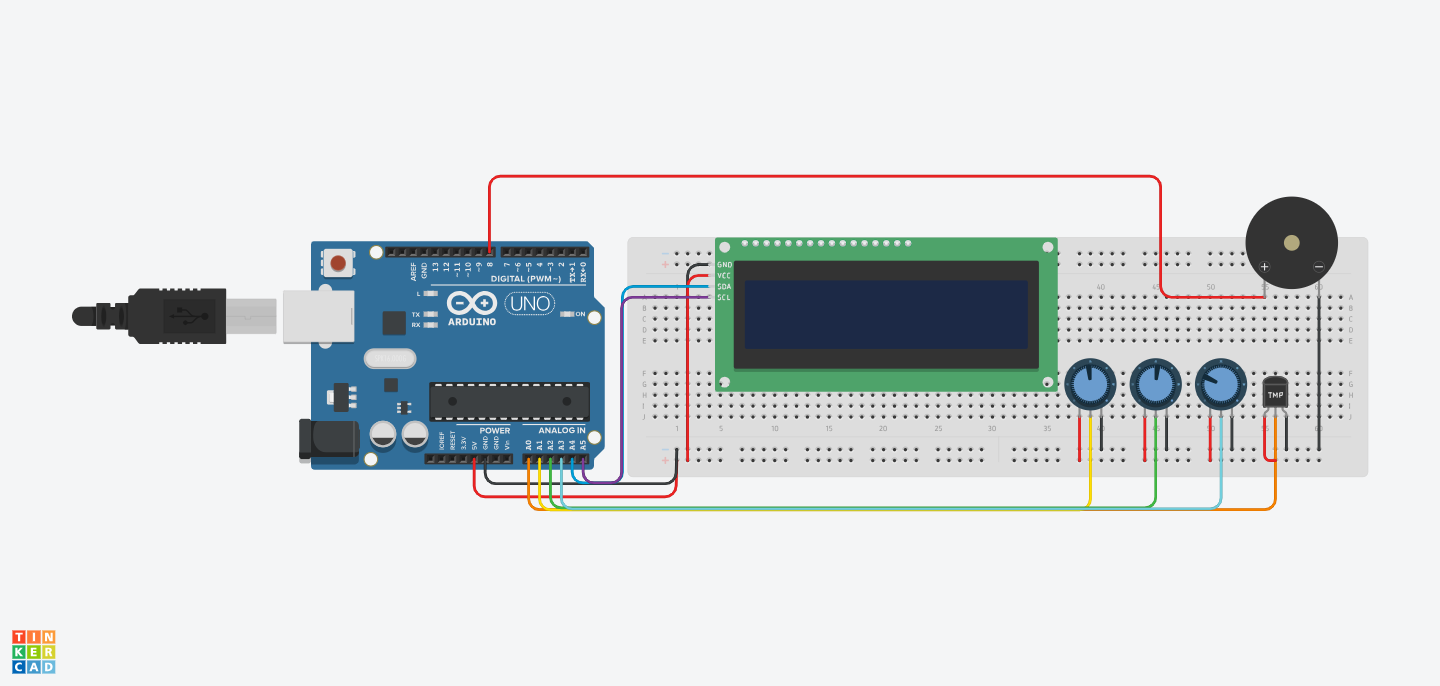 AREF
GND
13
12
~11
~10
~9
8
7
~6
~5
4
~3
2
TX→1
RX←0
DIGITAL (PWM~)
L
TX
RX
ARDUINO
UNO
ON
IOREF
RESET
3.3V
5V
GND
GND
Vin
POWER
A0
A1
A2
A3
A4
A5
ANALOG IN
GND
VCC
SDA
SCL
40
50
55
A
B
C
D
E
A
B
C
D
E
F
G
H
I
J
F
G
H
I
J
TMP
1
5
10
15
20
25
30
35
40
45
50
55
60
TIN
KER
CAD